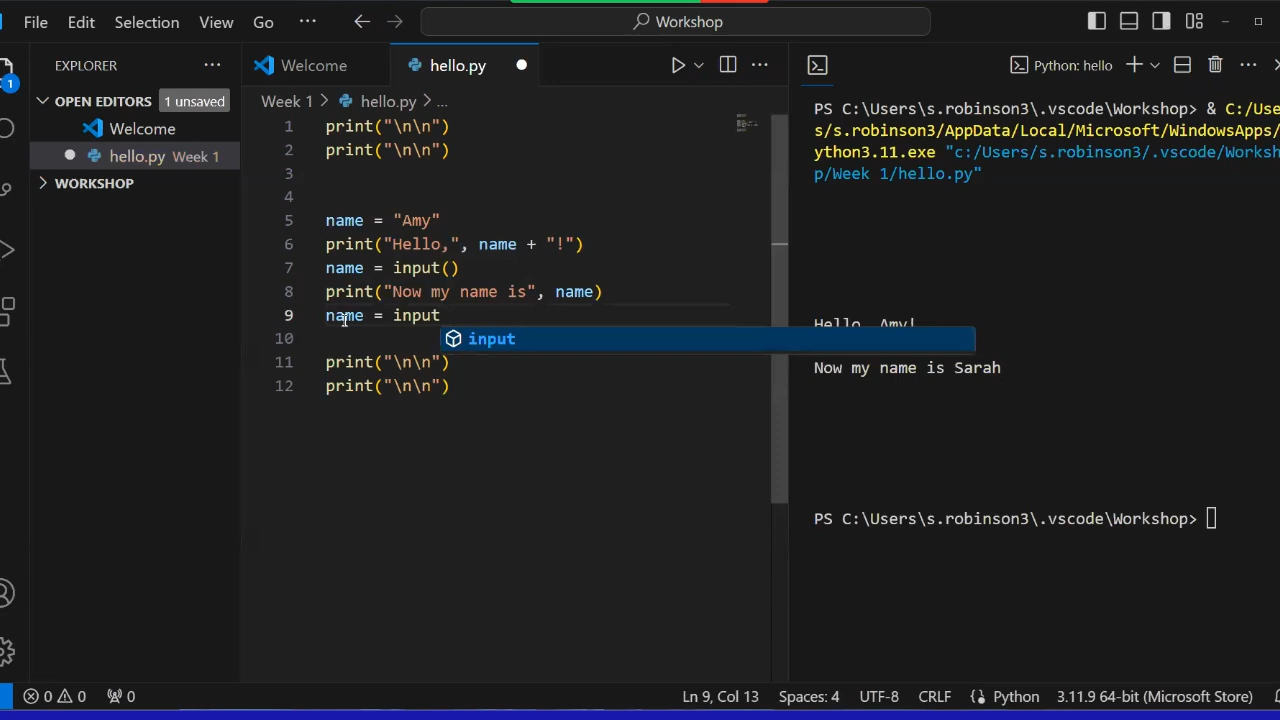 File Edit Selection View Go ··· Workshop
EXPLORER ···
1
OPEN EDITORS 1 unsaved
Welcome
hello.py Week 1
WORKSHOP
Welcome hello.py
Week 1 > hello.py > ...
1 print("\n\n")
2 print("\n\n")
3
4
5 name = "Amy"
6 print("Hello,", name + "!")
7 name = input()
8 print("Now my name is", name)
9 name = input
input
10
11 print("\n\n")
12 print("\n\n")
Python: hello
PS C:\Users\s.robinson3\.vscode\Workshop> & C:/Use
s/s.robinson3/AppData/Local/Microsoft/WindowsApps/
ython3.11.exe "c:/Users/s.robinson3/.vscode/Worksh
p/Week 1/hello.py"
Hello, Amy!
Now my name is Sarah
PS C:\Users\s.robinson3\.vscode\Workshop>
0 0 0 Ln 9, Col 13 Spaces: 4 UTF-8 CRLF Python 3.11.9 64-bit (Microsoft Store)